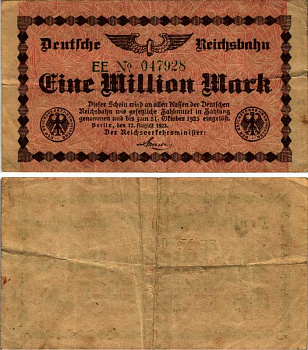 Deutsche Reichsbahn
EE No 047928
Eine Million Mark
Dieser Schein wird an allen Kassen der Deutschen
Reichsbahn wie gesetzliche Zahlmittel in Zahlung
genommen und bis zum 31. Oktober 1923 eingelöst.
Berlin, den 12. August 1923.
Der Reichsverkehrsminister: